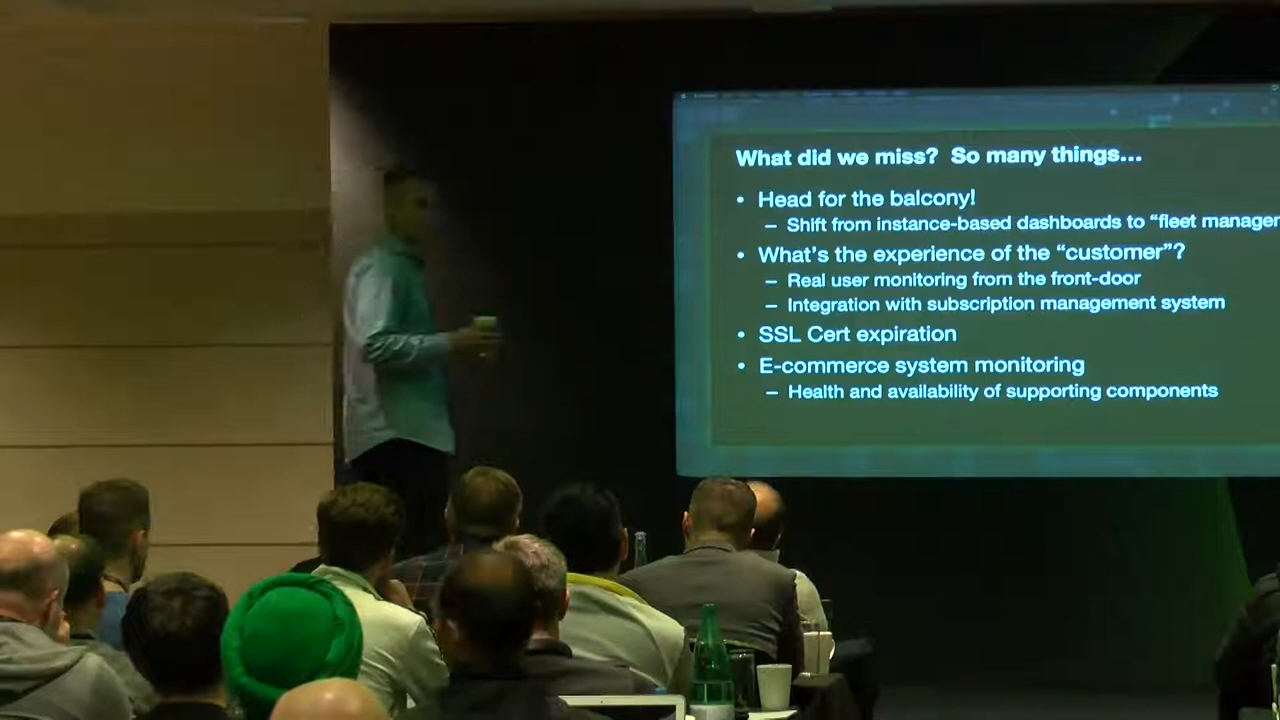 What did we miss? So many things...
• Head for the balcony!
– Shift from instance-based dashboards to “fleet manager
• What's the experience of the “customer”?
– Real user monitoring from the front-door
– Integration with subscription management system
• SSL Cert expiration
• E-commerce system monitoring
– Health and availability of supporting components